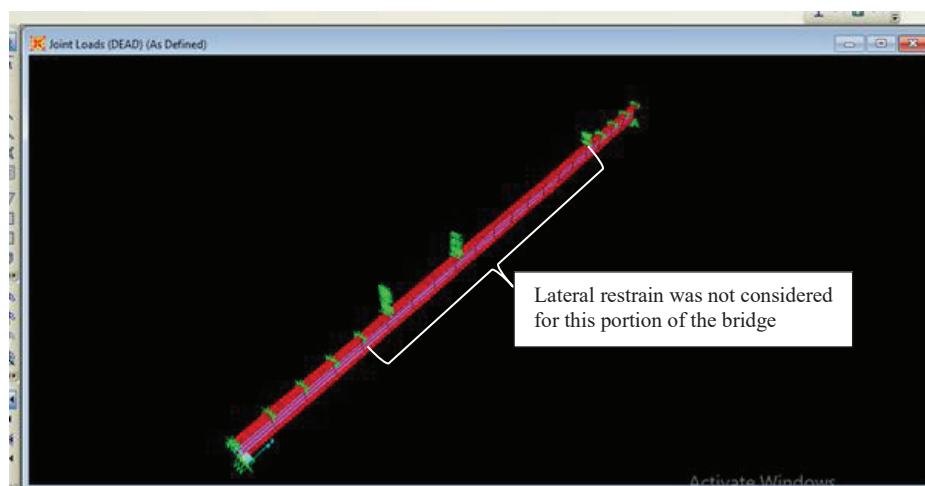 Joint Loads (DEAD) (As Defined)
Lateral restrain was not considered
for this portion of the bridge
Activate Windows